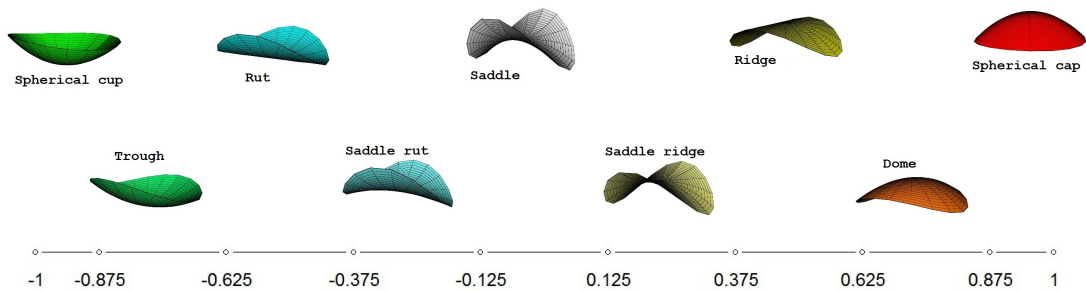 Spherical cup
Rut
Saddle
Ridge
Spherical cap
Trough
Saddle rut
Saddle ridge
Dome
-1 -0.875 -0.625 -0.375 -0.125 0.125 0.375 0.625 0.875 1